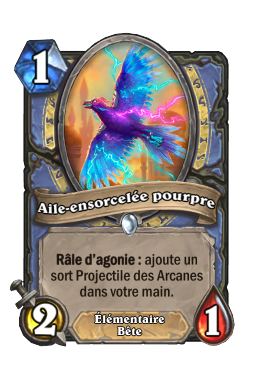 1
Aile-ensorcelée pourpre
Râle d'agonie : ajoute un
sort Projectile des Arcanes
dans votre main.
2
Élémentaire
Bête
1